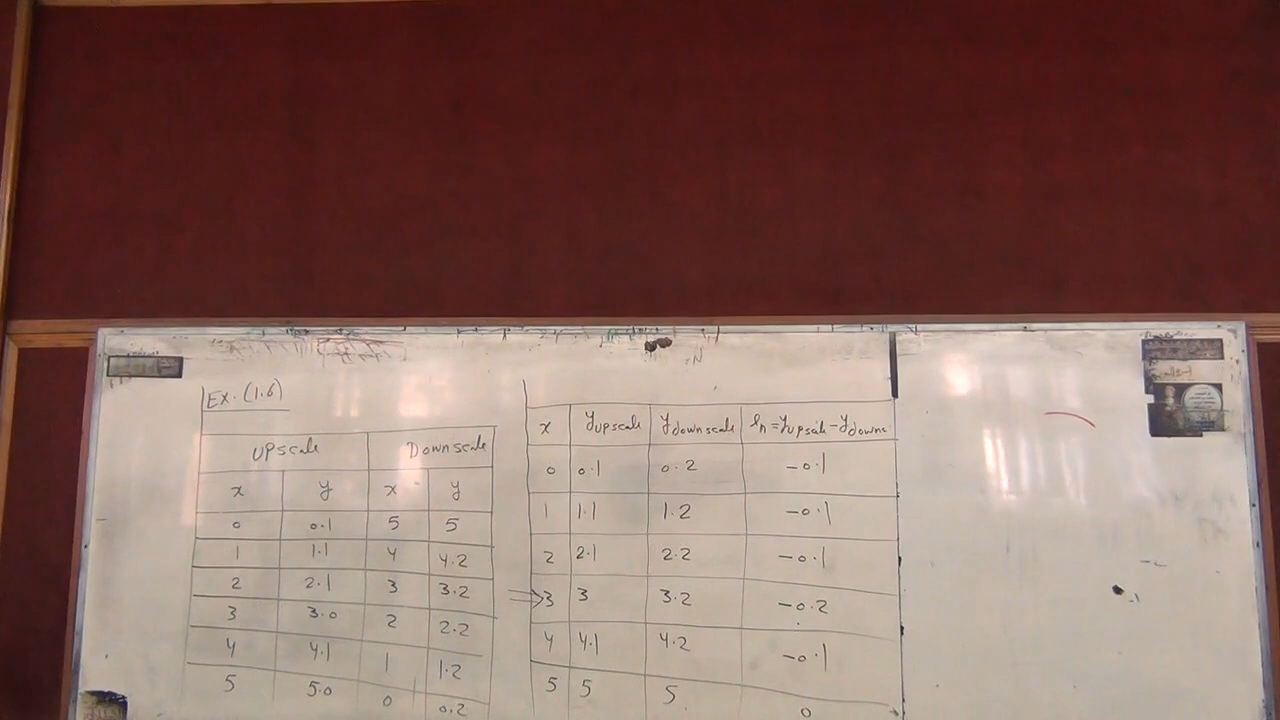 Ex. (1.6)
UPscale Downscale
x y x y
0 0.1 5 5
1 1.1 4 4.2
2 2.1 3 3.2
3 3.0 2 2.2
4 4.1 1 1.2
5 5.0 0 0.2
x yupscale ydownscale eh=yupscale-ydowns
0 0.1 0.2 -0.1
1 1.1 1.2 -0.1
2 2.1 2.2 -0.1
⇒ 3 3 3.2 -0.2
4 4.1 4.2 -0.1
5 5 5 0